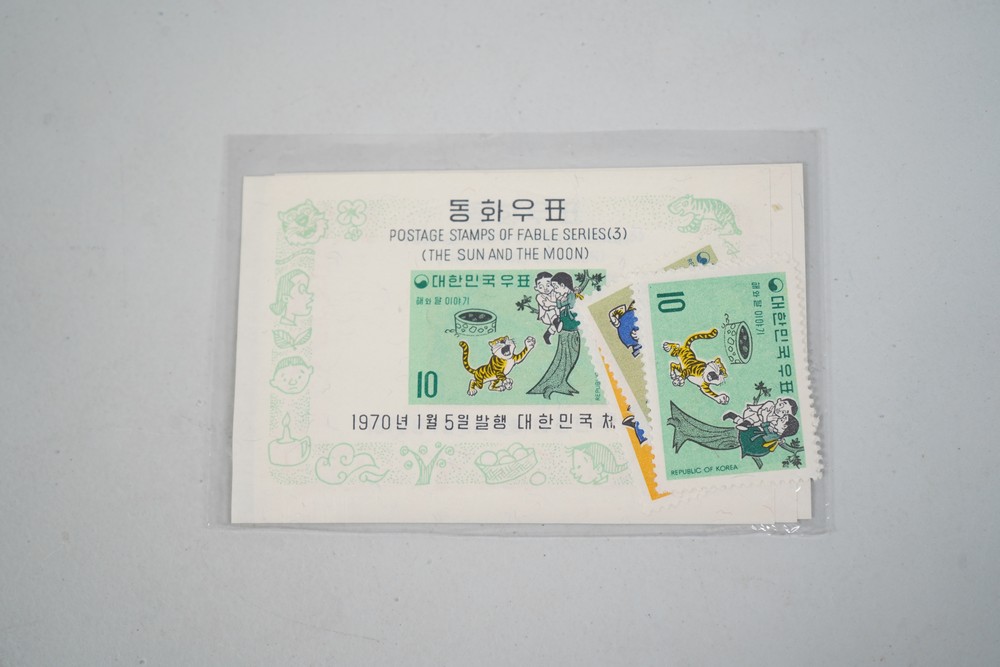 동화우표
POSTAGE STAMPS OF FABLE SERIES(3)
(THE SUN AND THE MOON)
대한민국우표
해와 달 이야기
10
1970년 1월 5일발행 대한민국 체
대한민국우표
해와 달 이야기
10
REPUBLIC OF KOREA